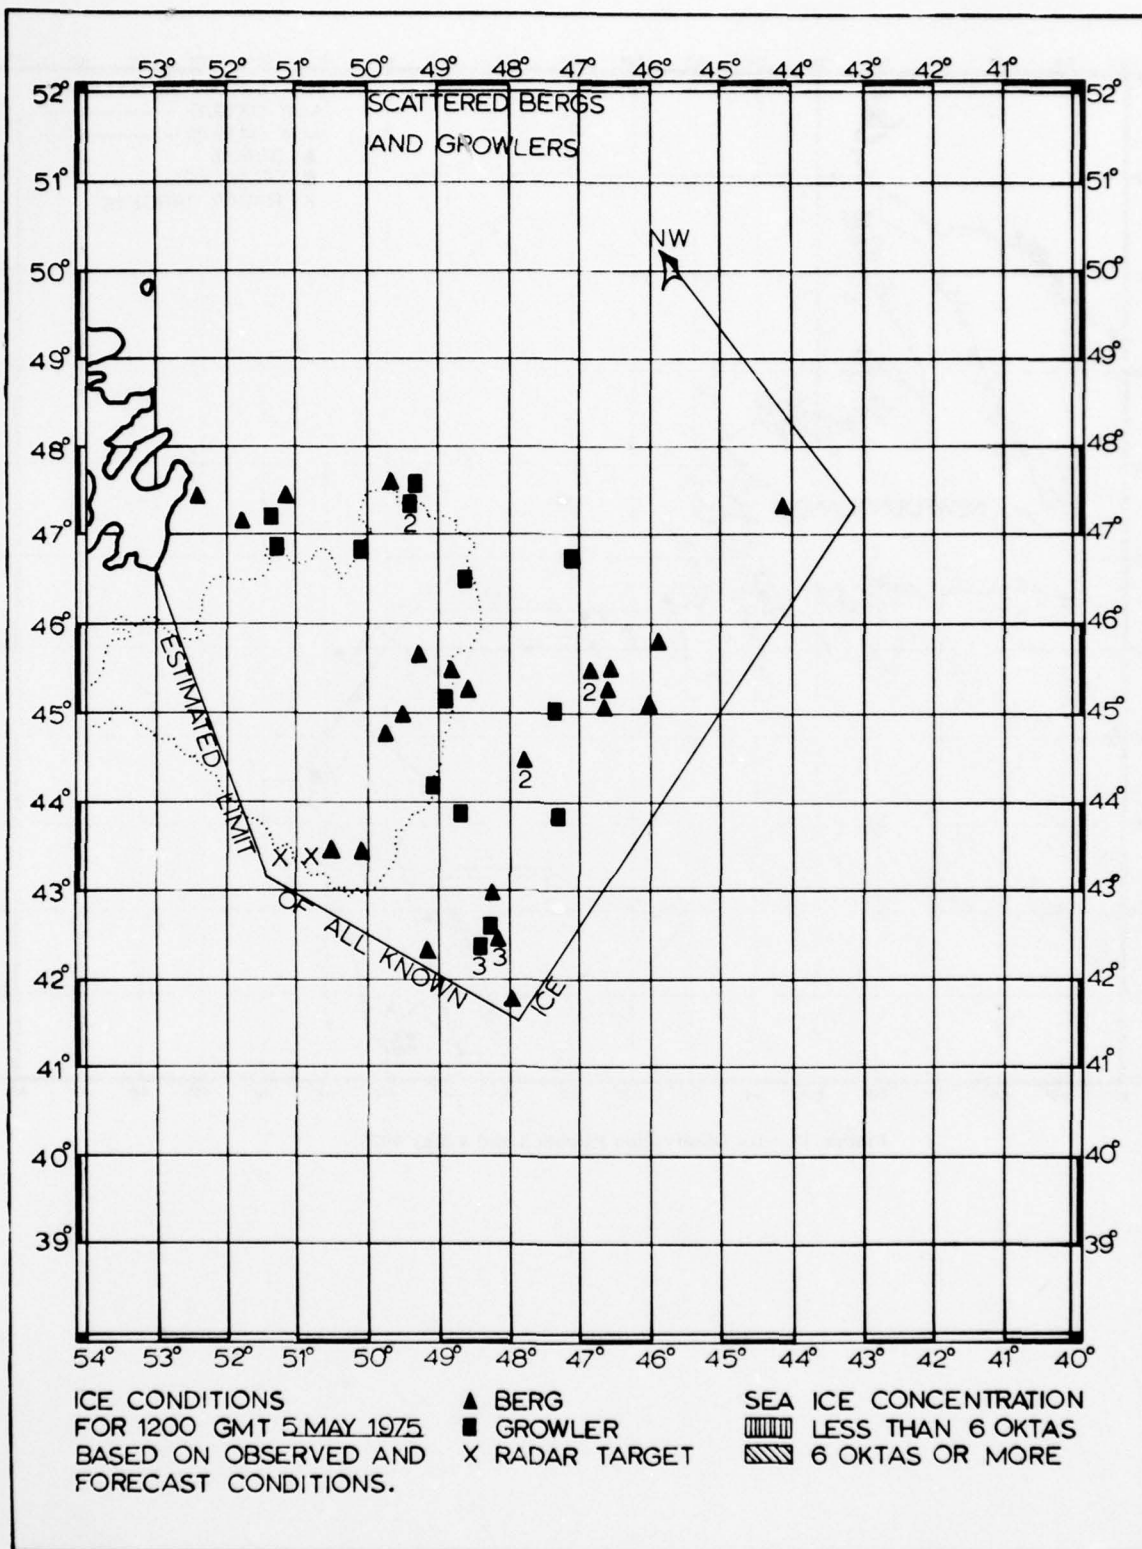 53° 52° 51° 50° 49° 48° 47° 46° 45° 44° 43° 42° 41°
52° 52°
SCATTERED BERGS
AND GROWLERS
51° 51°
NW
50° 50°
49° 49°
48° 48°
47° 47°
2
46° 46°
2
45° 45°
2
44° 44°
X X
43° 43°
3 3
42° 42°
ESTIMATED LIMIT
OF ALL KNOWN
ICE
41° 41°
40° 40°
39° 39°
54° 53° 52° 51° 50° 49° 48° 47° 46° 45° 44° 43° 42° 41° 40°
ICE CONDITIONS
FOR 1200 GMT 5 MAY 1975
BASED ON OBSERVED AND
FORECAST CONDITIONS.
▲ BERG
■ GROWLER
X RADAR TARGET
SEA ICE CONCENTRATION
LESS THAN 6 OKTAS
6 OKTAS OR MORE